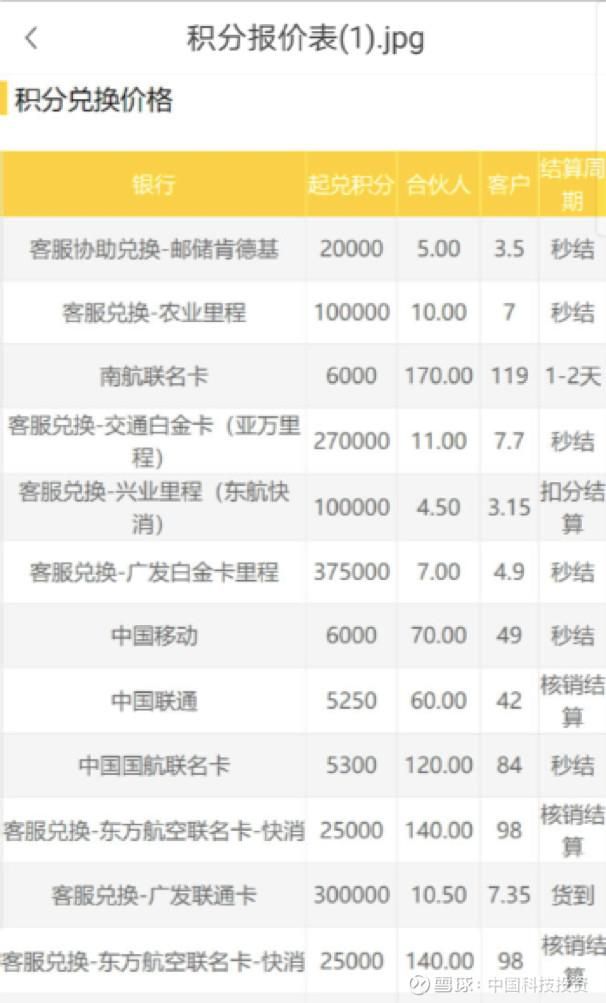 积分报价表(1).jpg
积分兑换价格
银行 起兑积分 合伙人 客户 结算周期
客服协助兑换-邮储肯德基 20000 5.00 3.5 秒结
客服兑换-农业里程 100000 10.00 7 秒结
南航联名卡 6000 170.00 119 1-2天
客服兑换-交通白金卡（亚万里程） 270000 11.00 7.7 秒结
客服兑换-兴业里程（东航快消） 100000 4.50 3.15 扣分结算
客服兑换-广发白金卡里程 375000 7.00 4.9 秒结
中国移动 6000 70.00 49 秒结
中国联通 5250 60.00 42 核销结算
中国国航联名卡 5300 120.00 84 秒结
客服兑换-东方航空联名卡-快消 25000 140.00 98 核销结算
客服兑换-广发联通卡 300000 10.50 7.35 货到
客服兑换-东方航空联名卡-快消 25000 140.00 98 核销结算
雪球：中国科技投资